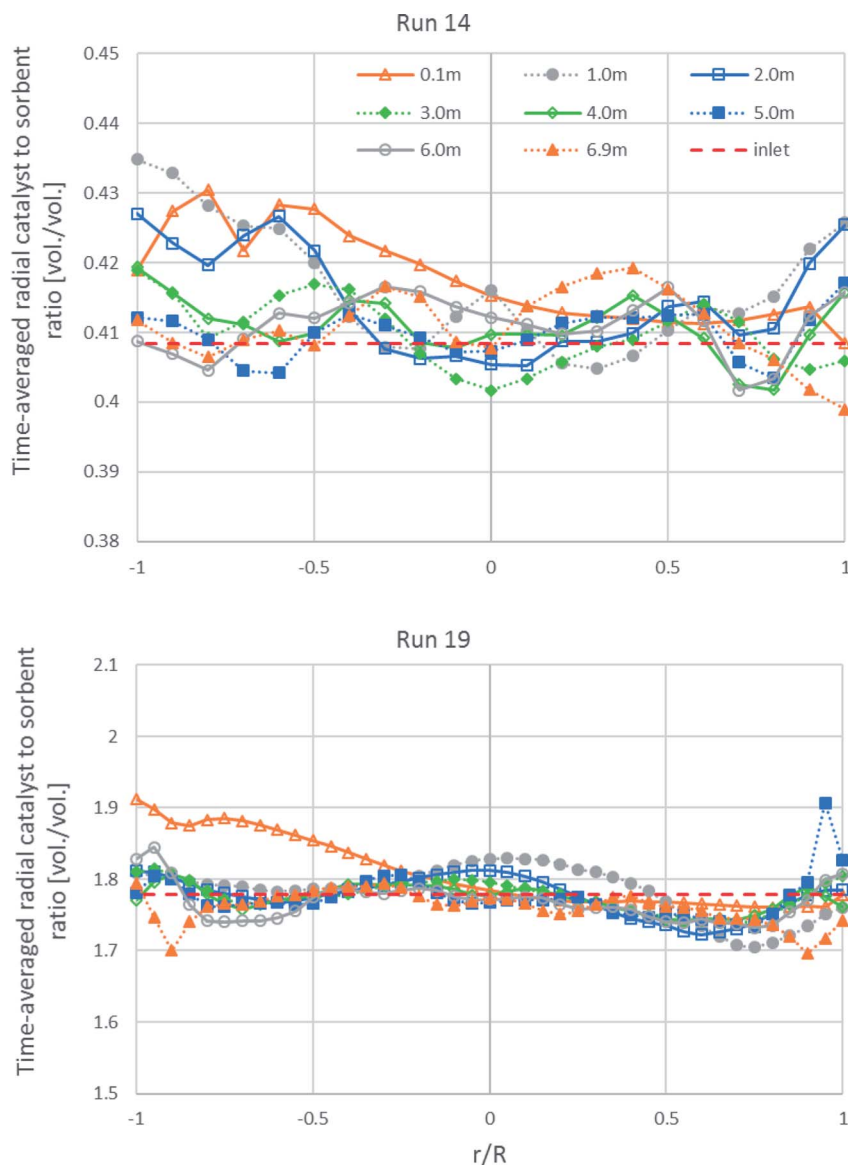 Run 14
Time-averaged radial catalyst to sorbent
ratio [vol./vol.]
0.45
0.44
0.43
0.42
0.41
0.4
0.39
0.38
0.1m 1.0m 2.0m
3.0m 4.0m 5.0m
6.0m 6.9m inlet
-1 -0.5 0 0.5 1
Run 19
Time-averaged radial catalyst to sorbent
ratio [vol./vol.]
2.1
2
1.9
1.8
1.7
1.6
1.5
-1 -0.5 0 0.5 1
r/R